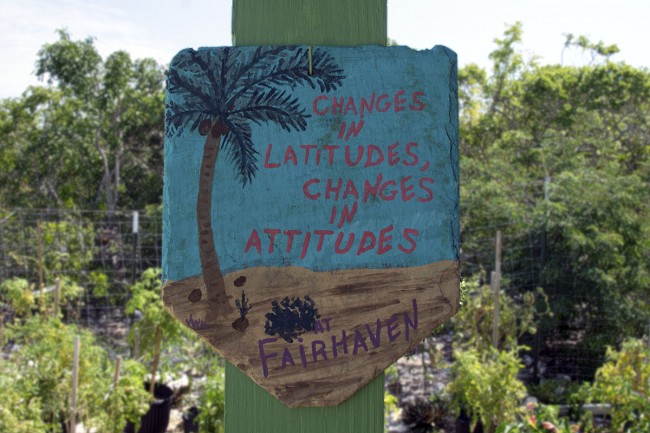 CHANGES
IN
LATITUDES,
CHANGES
IN
ATTITUDES
AT
FAIRHAVEN